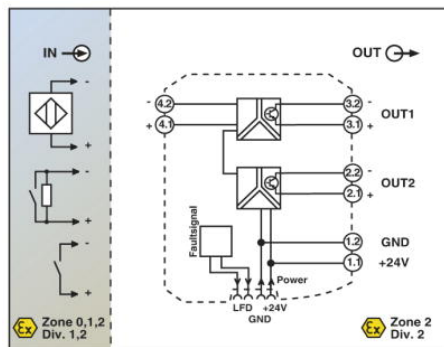 IN
OUT
-
+
-
+
-
+
- 4.2
+ 4.1
3.2 -
3.1 +
OUT1
2.2 -
2.1 +
OUT2
Faultsignal
1.2 GND
1.1 +24V
Power
LFD +24V
GND
Ex Zone 0,1,2
Div. 1,2
Ex Zone 2
Div. 2